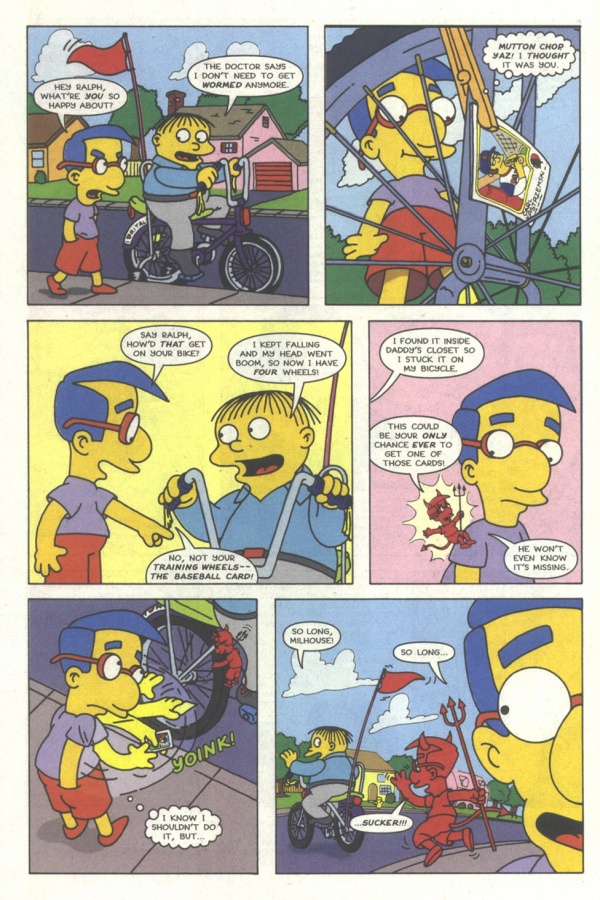 HEY RALPH,
WHAT'RE YOU SO
HAPPY ABOUT?
THE DOCTOR SAYS
I DON'T NEED TO GET
WORMED ANYMORE.
MUTTON CHOP
YAZ! I THOUGHT
IT WAS YOU.
SAY RALPH,
HOW'D THAT GET
ON YOUR BIKE?
I KEPT FALLING
AND MY HEAD WENT
BOOM, SO NOW I HAVE
FOUR WHEELS!
NO, NOT YOUR
TRAINING WHEELS--
THE BASEBALL CARD!
I FOUND IT INSIDE
DADDY'S CLOSET SO
I STUCK IT ON
MY BICYCLE.
THIS COULD
BE YOUR ONLY
CHANCE EVER TO
GET ONE OF
THOSE CARDS!
HE WON'T
EVEN KNOW
IT'S MISSING.
YOINK!
I KNOW I
SHOULDN'T DO
IT, BUT...
SO LONG,
MILHOUSE!
SO LONG...
...SUCKER!!!